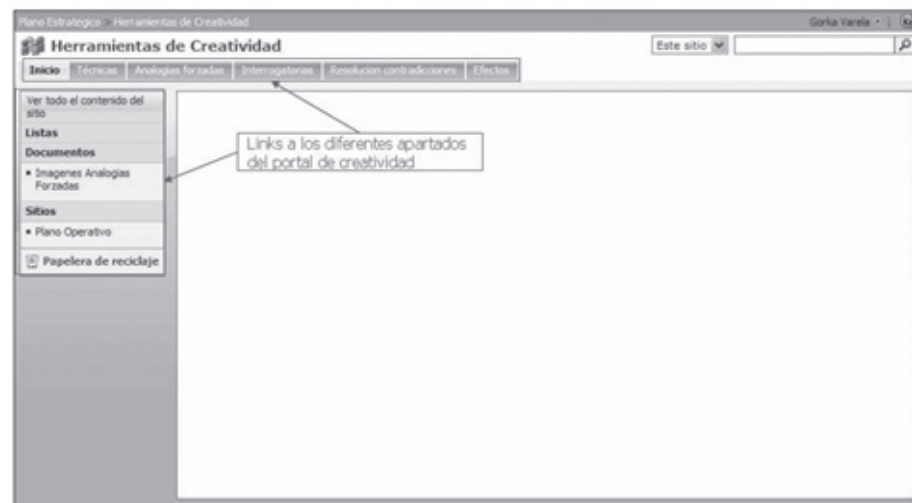 Plano Estrategico > Herramientas de Creatividad
Gorka Varela
Herramientas de Creatividad
Este sitio
Inicio Técnicas Analogias forzadas Interrogatorios Resolucion contradicciones Efectos
Ver todo el contenido del
sitio
Listas
Documentos
Imagenes Analogias
Forzadas
Sitios
Plano Operativo
Papelera de reciclaje
Links a los diferentes apartados
del portal de creatividad